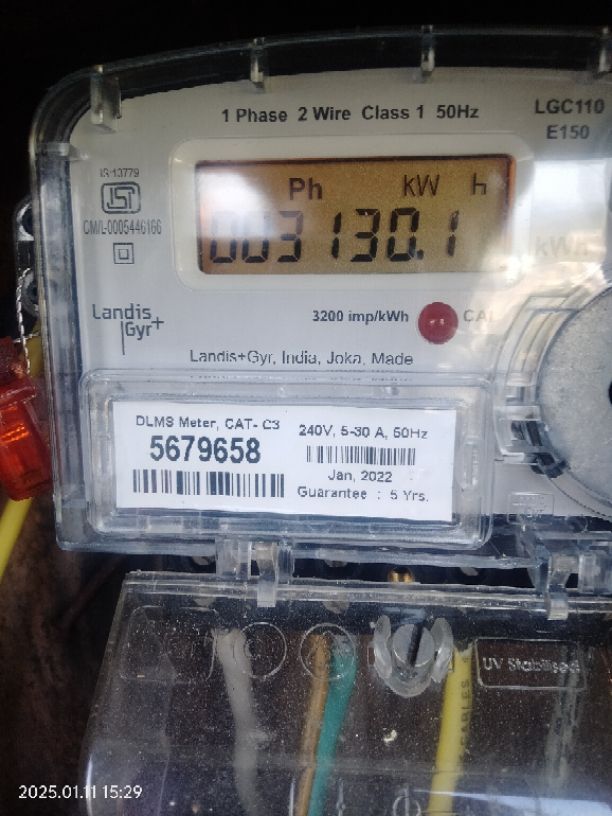 1 Phase 2 Wire Class 1 50Hz
LGC110
E150
IS 13779
ISI
CM/L-0005446166
Ph kW h
003130.1
kWh
Landis
Gyr+
3200 imp/kWh
CAL
Landis+Gyr, India, Joka, Made
DLMS Meter, CAT- C3
5679658
240V, 5-30 A, 50Hz
Jan, 2022
Guarantee : 5 Yrs.
UV Stabilised
CABLES
2025.01.11 15:29